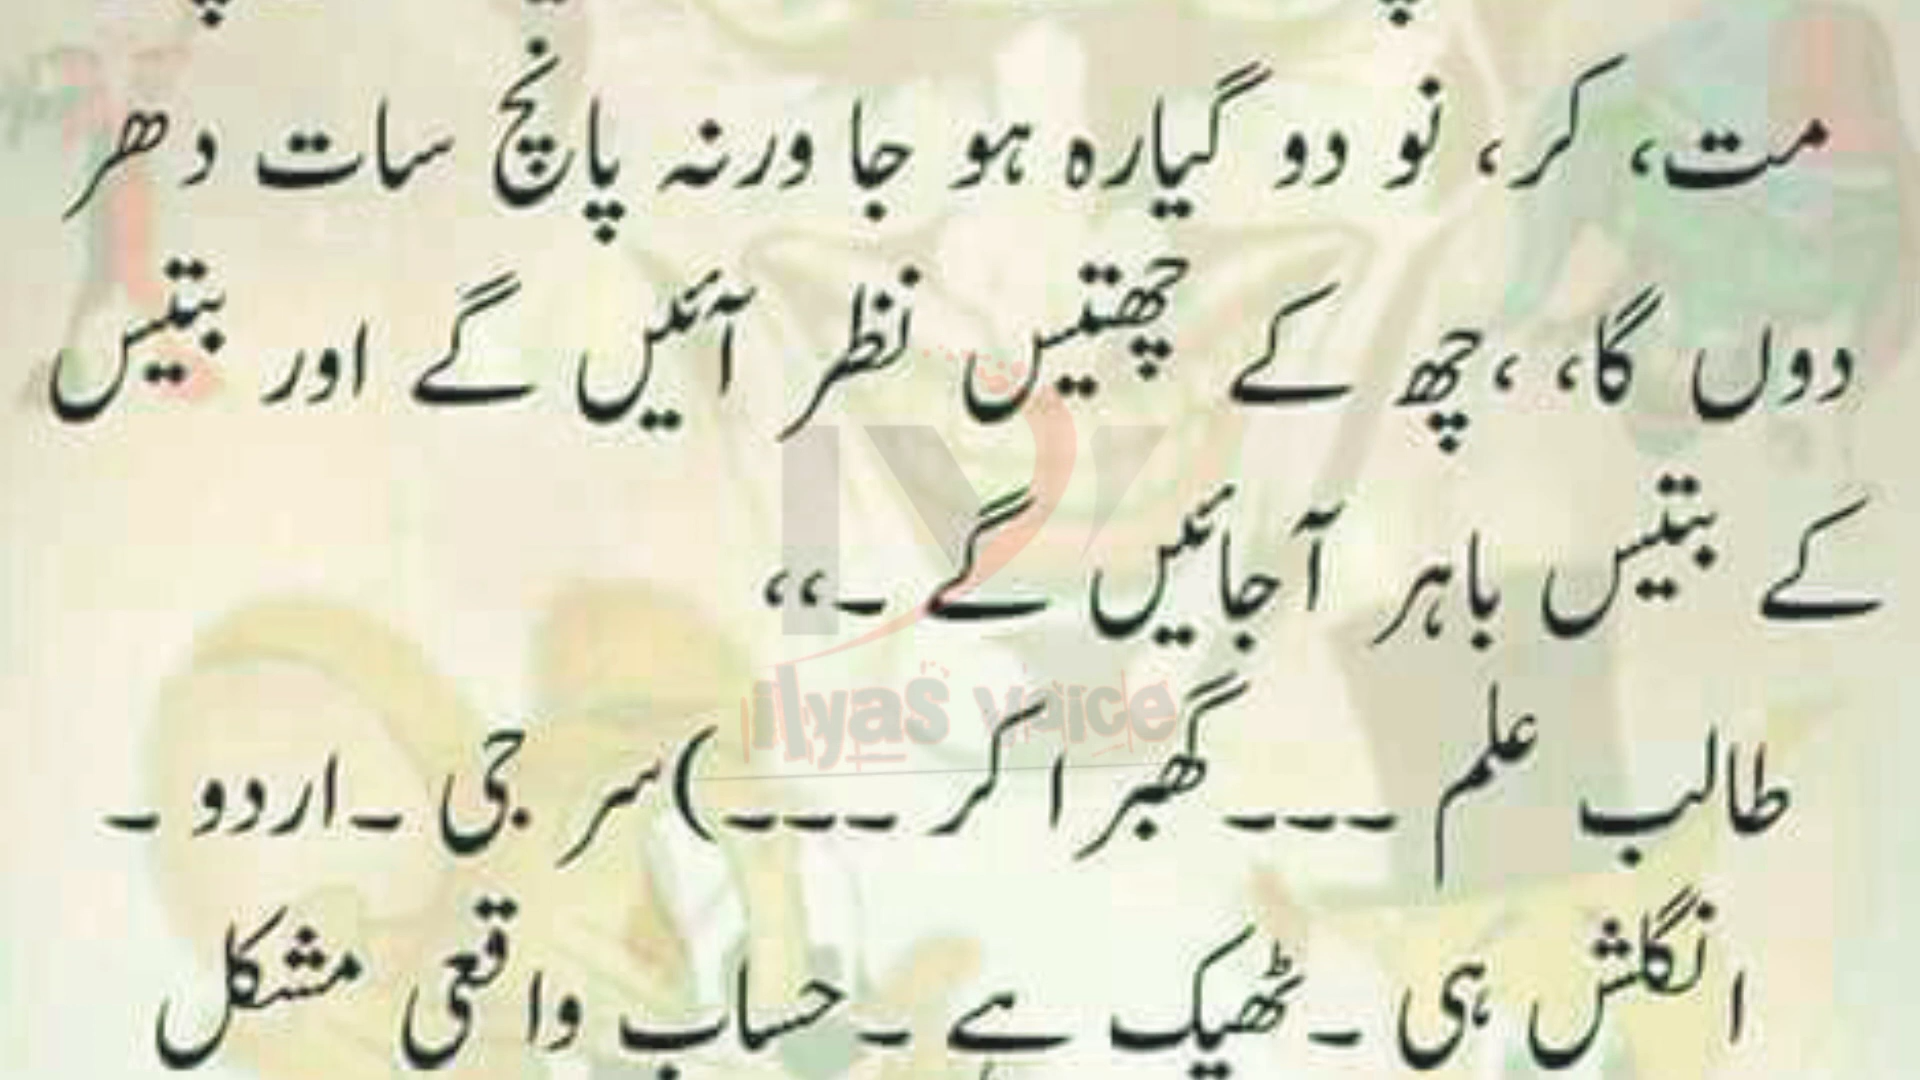 مت، کر، نو دو گیارہ ہو جا ورنہ پانچ سات دھر
دوں گا، ،چھ کے چھتیس نظر آئیں گے اور بتیس
کے بتیس باہر آجائیں گے ۔،،
ilyas voice
طالب علم ۔۔۔گھبرا کر ۔۔۔)سر جی ۔اردو ۔
انگلش ہی ۔ٹھیک ہے ۔حساب واقعی مشکل